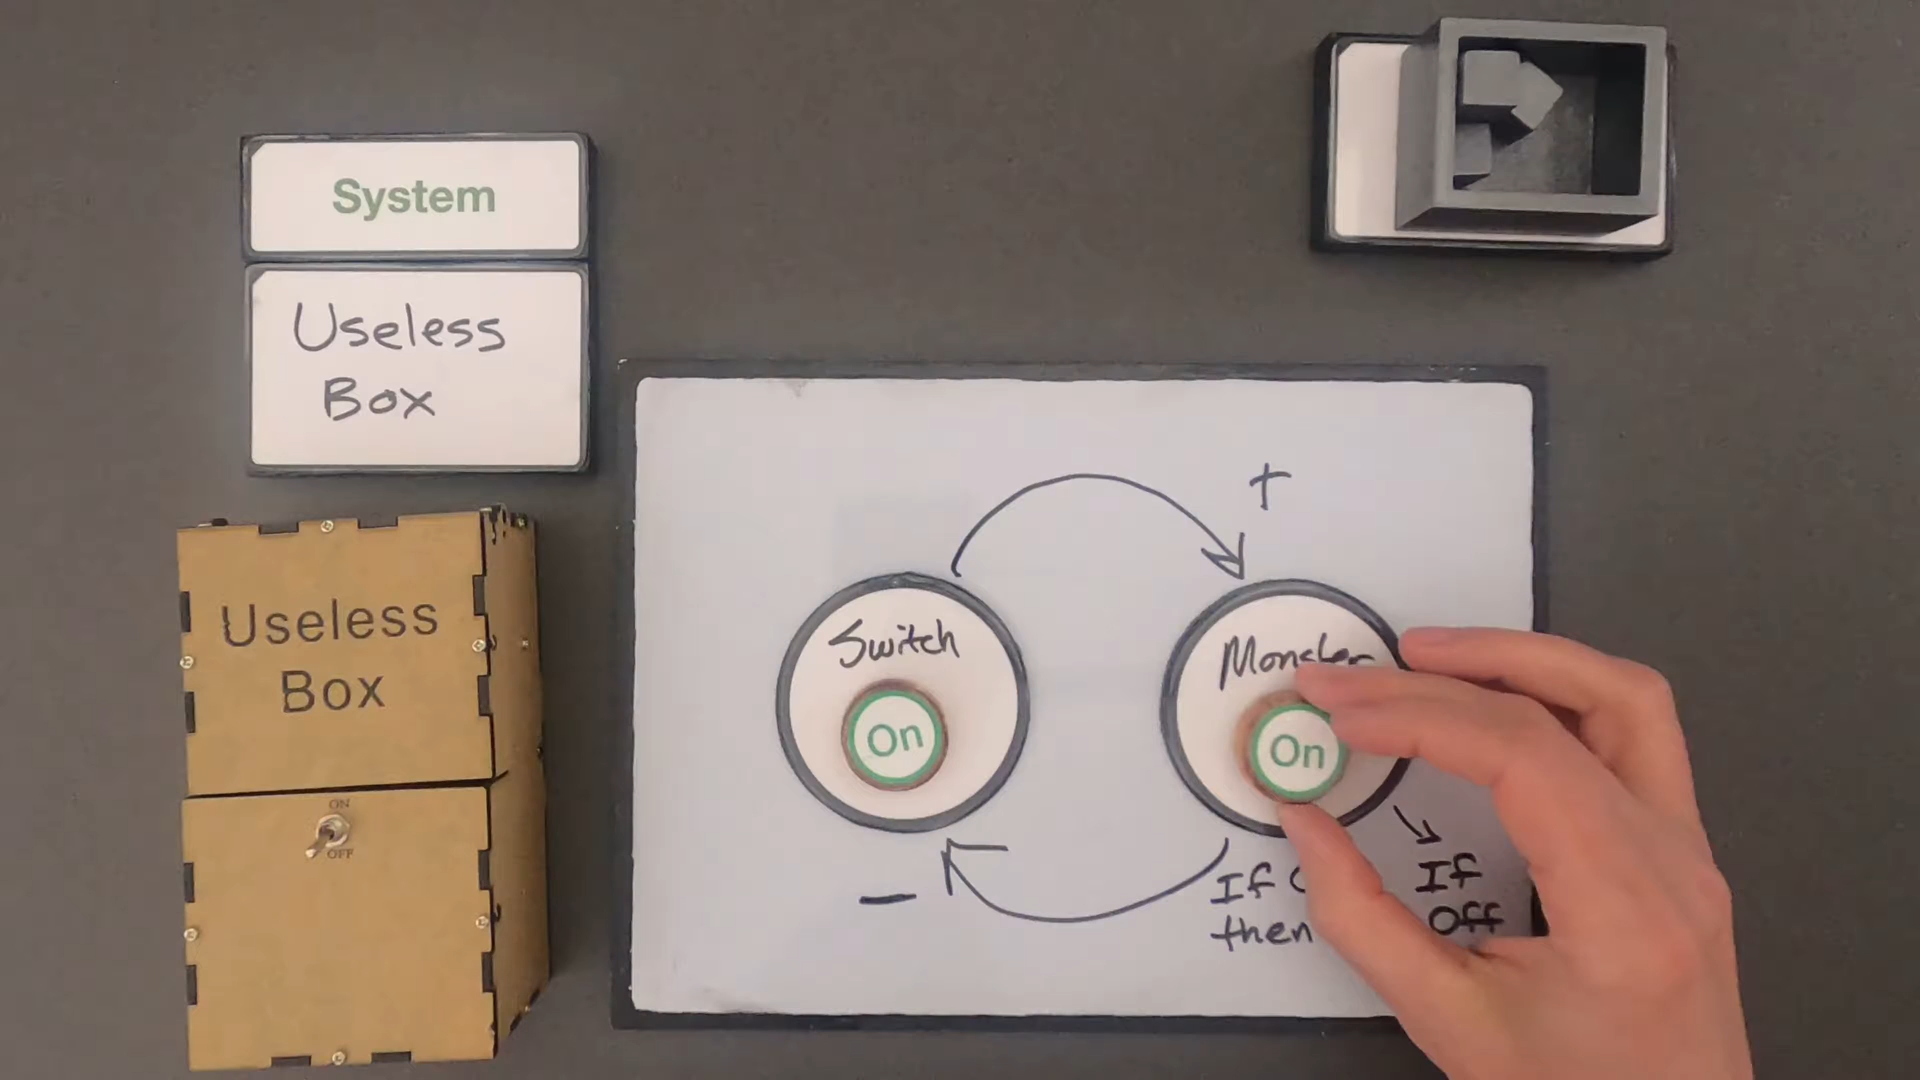 System
Useless
Box
Useless
Box
ON
OFF
+
Switch
On
Monster
On
−
If
then
If
Off